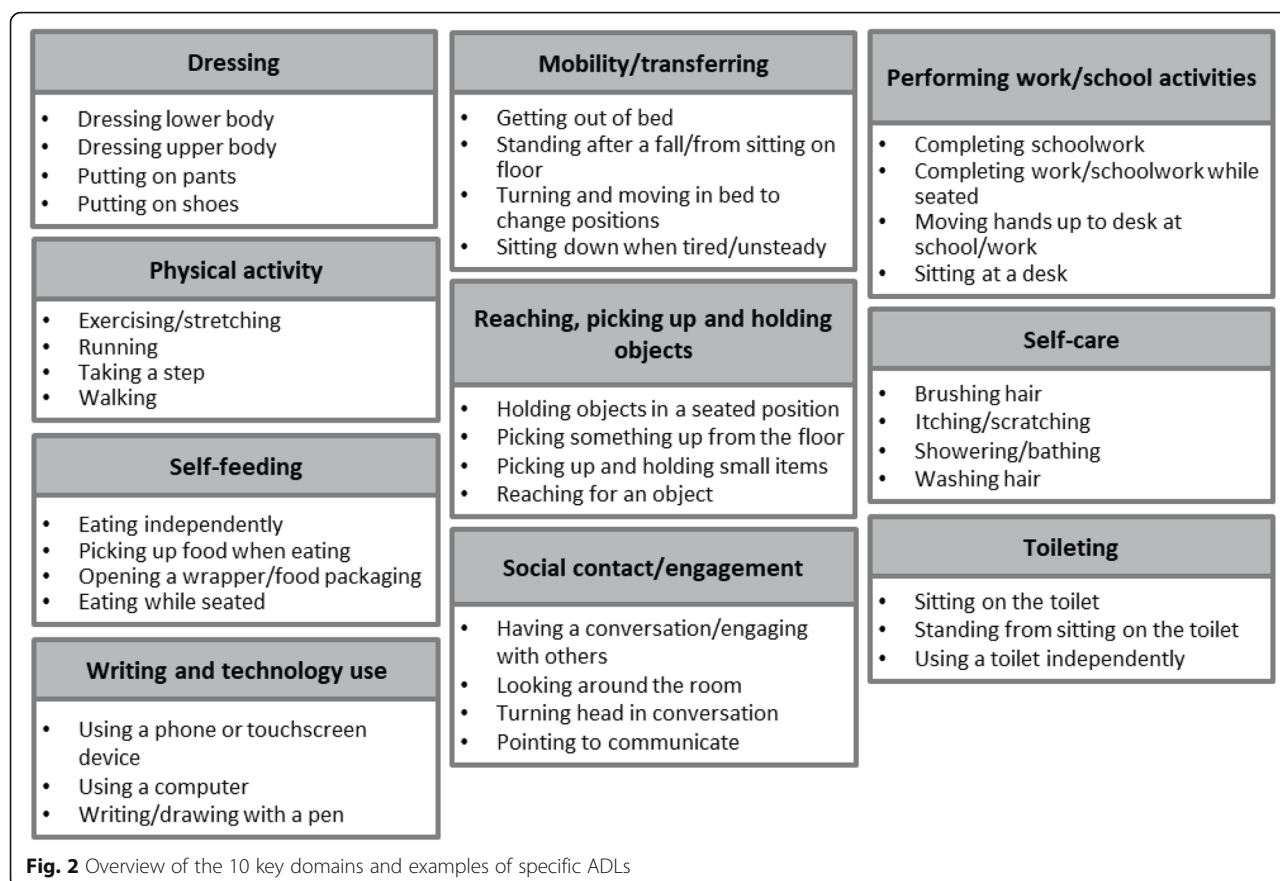 Dressing
• Dressing lower body
• Dressing upper body
• Putting on pants
• Putting on shoes
Physical activity
• Exercising/stretching
• Running
• Taking a step
• Walking
Self-feeding
• Eating independently
• Picking up food when eating
• Opening a wrapper/food packaging
• Eating while seated
Writing and technology use
• Using a phone or touchscreen
device
• Using a computer
• Writing/drawing with a pen
Mobility/transferring
• Getting out of bed
• Standing after a fall/from sitting on
floor
• Turning and moving in bed to
change positions
• Sitting down when tired/unsteady
Reaching, picking up and holding
objects
• Holding objects in a seated position
• Picking something up from the floor
• Picking up and holding small items
• Reaching for an object
Social contact/engagement
• Having a conversation/engaging
with others
• Looking around the room
• Turning head in conversation
• Pointing to communicate
Performing work/school activities
• Completing schoolwork
• Completing work/schoolwork while
seated
• Moving hands up to desk at
school/work
• Sitting at a desk
Self-care
• Brushing hair
• Itching/scratching
• Showering/bathing
• Washing hair
Toileting
• Sitting on the toilet
• Standing from sitting on the toilet
• Using a toilet independently
Fig. 2 Overview of the 10 key domains and examples of specific ADLs